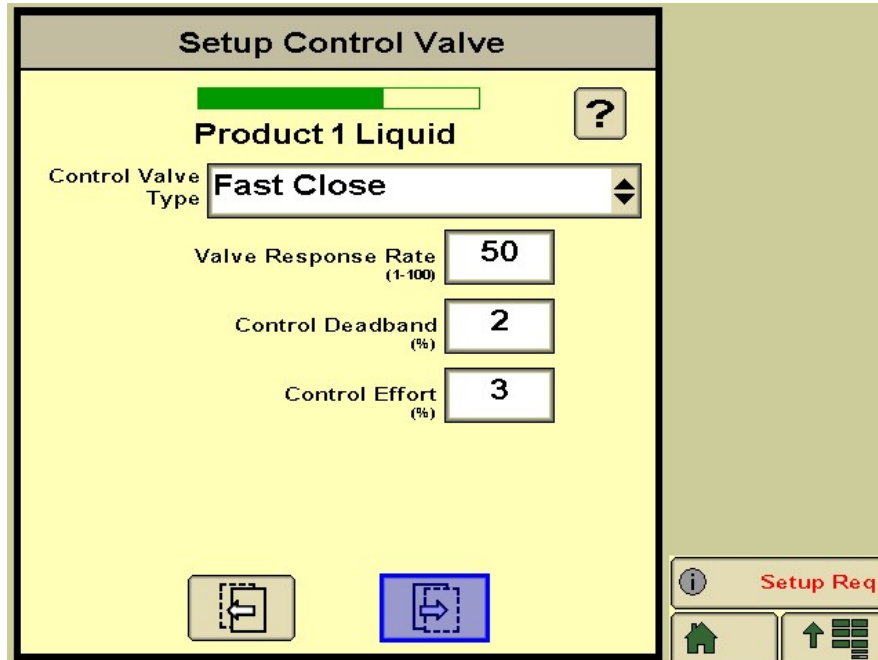 Setup Control Valve
?
Product 1 Liquid
Control Valve
Type
Fast Close
Valve Response Rate
(1-100)
50
Control Deadband
(%)
2
Control Effort
(%)
3
i
Setup Req